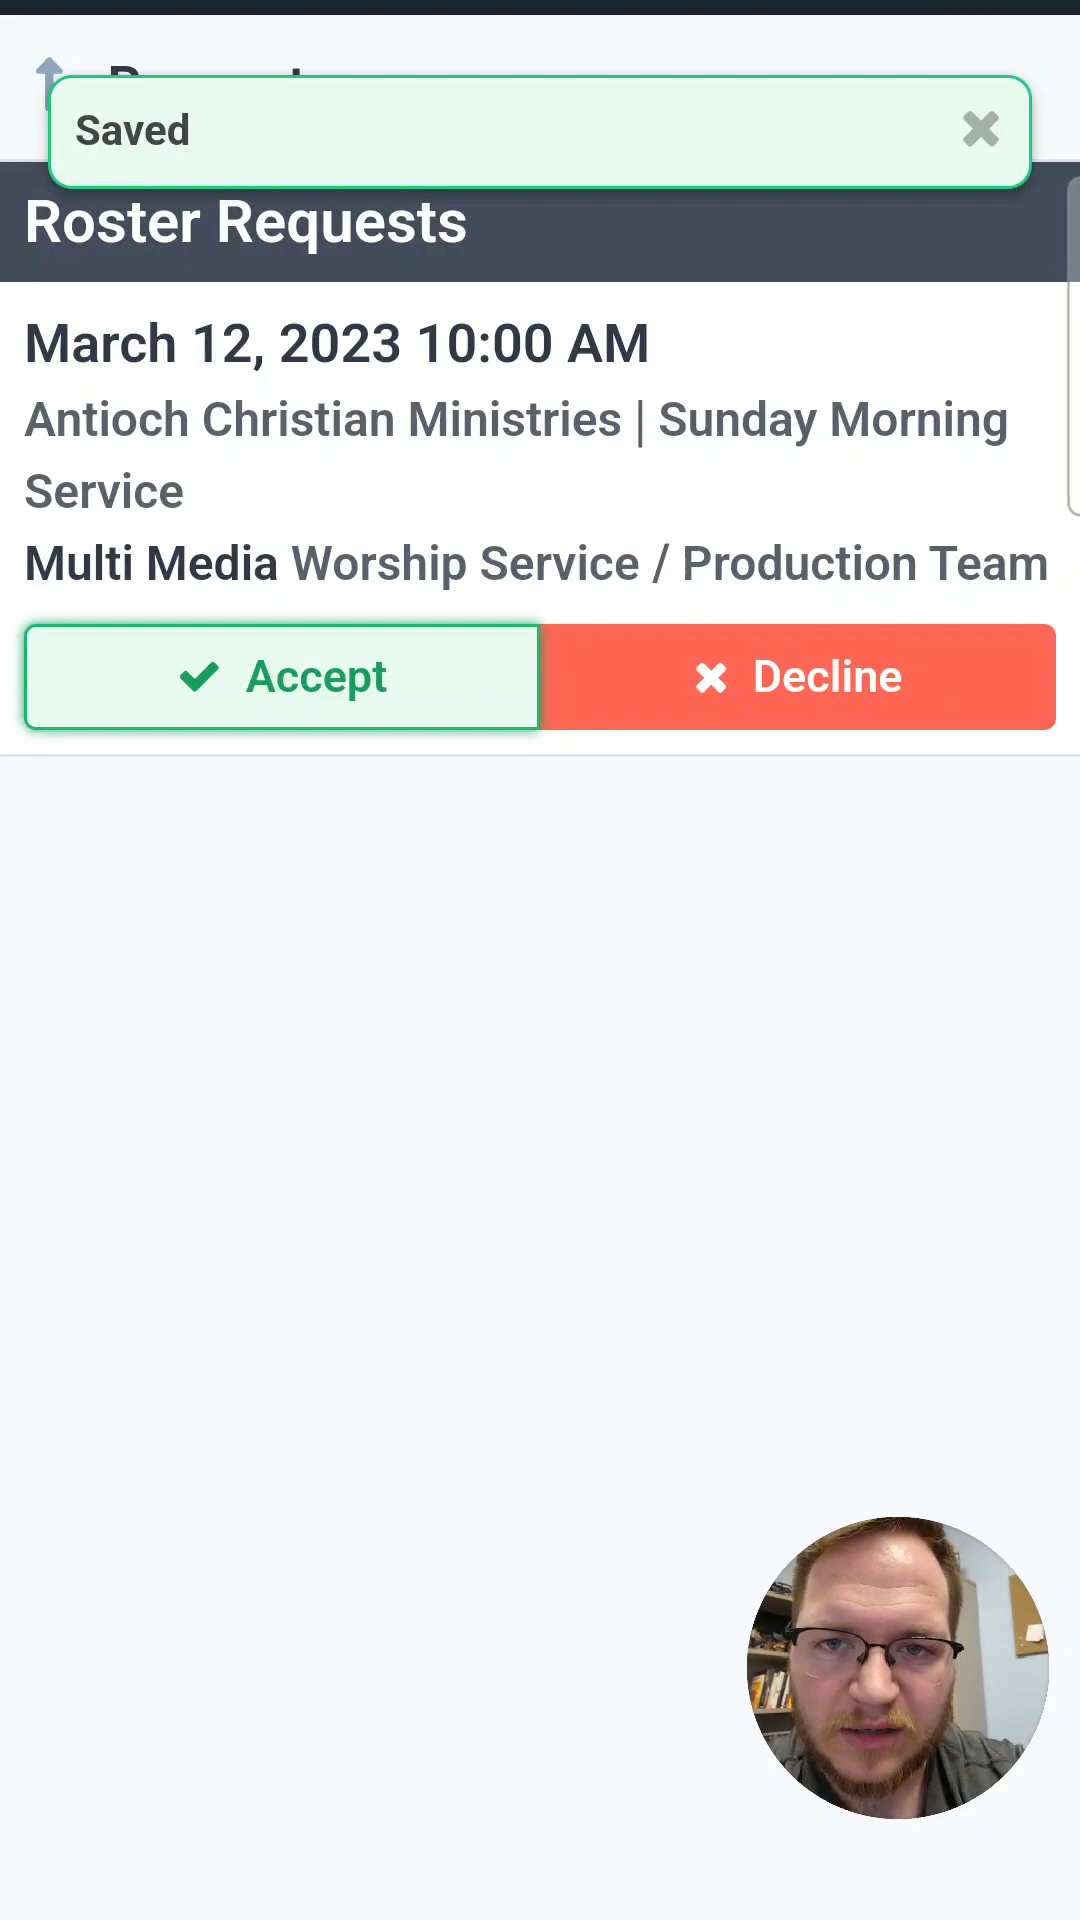 Saved
Roster Requests
March 12, 2023 10:00 AM
Antioch Christian Ministries | Sunday Morning
Service
Multi Media Worship Service / Production Team
Accept
Decline